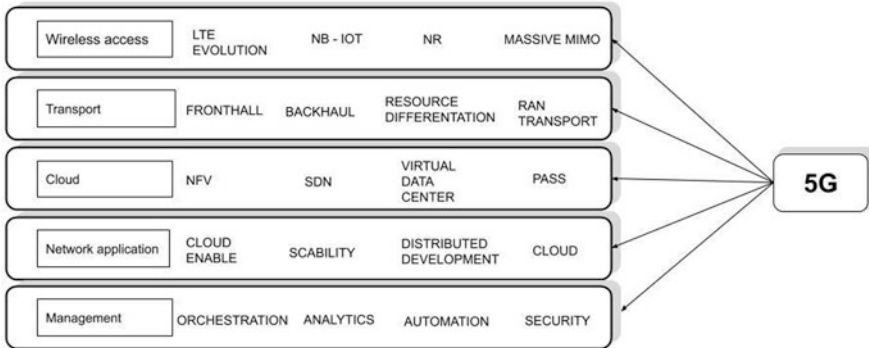 Wireless access
LTE
EVOLUTION
NB - IOT
NR
MASSIVE MIMO
Transport
FRONTHALL
BACKHAUL
RESOURCE
DIFFERENTATION
RAN
TRANSPORT
Cloud
NFV
SDN
VIRTUAL
DATA
CENTER
PASS
5G
Network application
CLOUD
ENABLE
SCABILITY
DISTRIBUTED
DEVELOPMENT
CLOUD
Management
ORCHESTRATION
ANALYTICS
AUTOMATION
SECURITY